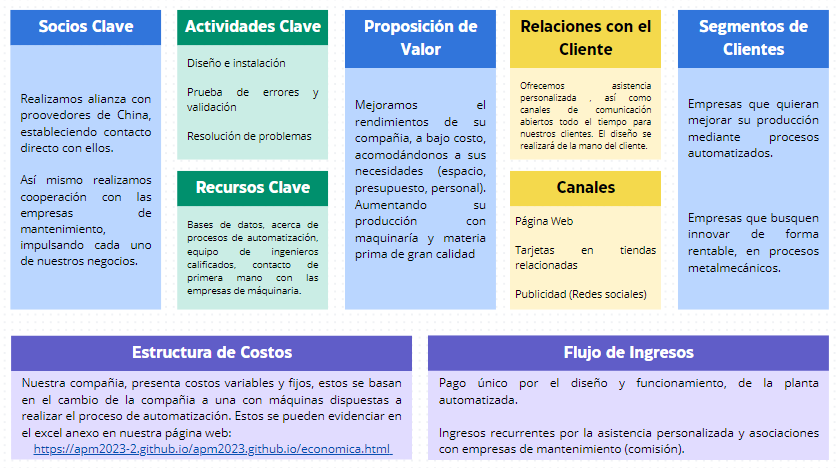 Socios Clave
Realizamos alianza con
proovedores de China,
estableciendo contacto
directo con ellos.
Así mismo realizamos
cooperación con las
empresas de
mantenimiento,
impulsando cada uno
de nuestros negocios.
Actividades Clave
Diseño e instalación
Prueba de errores y
validación
Resolución de problemas
Recursos Clave
Bases de datos, acerca de
procesos de automatización,
equipo de ingenieros
calificados, contacto de
primera mano con las
empresas de máquinaria.
Proposición de
Valor
Mejoramos el
rendimientos de su
compañia, a bajo costo,
acomodándonos a sus
necesidades (espacio,
presupuesto, personal).
Aumentando su
producción con
maquinaría y materia
prima de gran calidad
Relaciones con el
Cliente
Ofrecemos asistencia
personalizada , así como
canales de comunicación
abiertos todo el tiempo para
nuestros clientes. El diseño se
realizará de la mano del cliente.
Canales
Página Web
Tarjetas en tiendas
relacionadas
Publicidad (Redes sociales)
Segmentos de
Clientes
Empresas que quieran
mejorar su producción
mediante procesos
automatizados.
Empresas que busquen
innovar de forma
rentable, en procesos
metalmecánicos.
Estructura de Costos
Nuestra compañia, presenta costos variables y fijos, estos se basan
en el cambio de la compañia a una con máquinas dispuestas a
realizar el proceso de automatización. Estos se pueden evidenciar en
el excel anexo en nuestra página web:
https://apm2023-2.github.io/apm2023.github.io/economica.html
Flujo de Ingresos
Pago único por el diseño y funcionamiento, de la planta
automatizada.
Ingresos recurrentes por la asistencia personalizada y asociaciones
con empresas de mantenimiento (comisión).